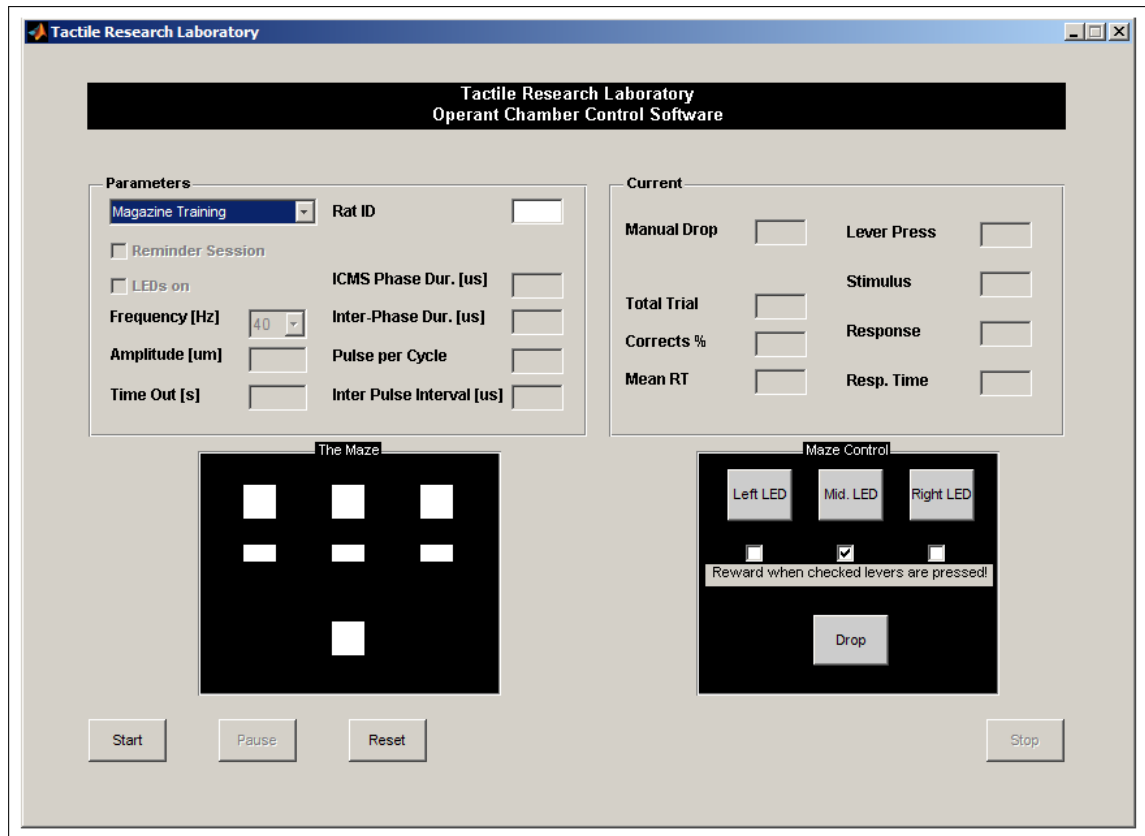 Tactile Research Laboratory
Tactile Research Laboratory
Operant Chamber Control Software
Parameters
Magazine Training
Rat ID
Reminder Session
LEDs on
ICMS Phase Dur. [us]
Frequency [Hz]
40
Inter-Phase Dur. [us]
Amplitude [um]
Pulse per Cycle
Time Out [s]
Inter Pulse Interval [us]
Current
Manual Drop
Lever Press
Stimulus
Total Trial
Response
Corrects %
Mean RT
Resp. Time
The Maze
Maze Control
Left LED
Mid. LED
Right LED
Reward when checked levers are pressed!
Drop
Start
Pause
Reset
Stop